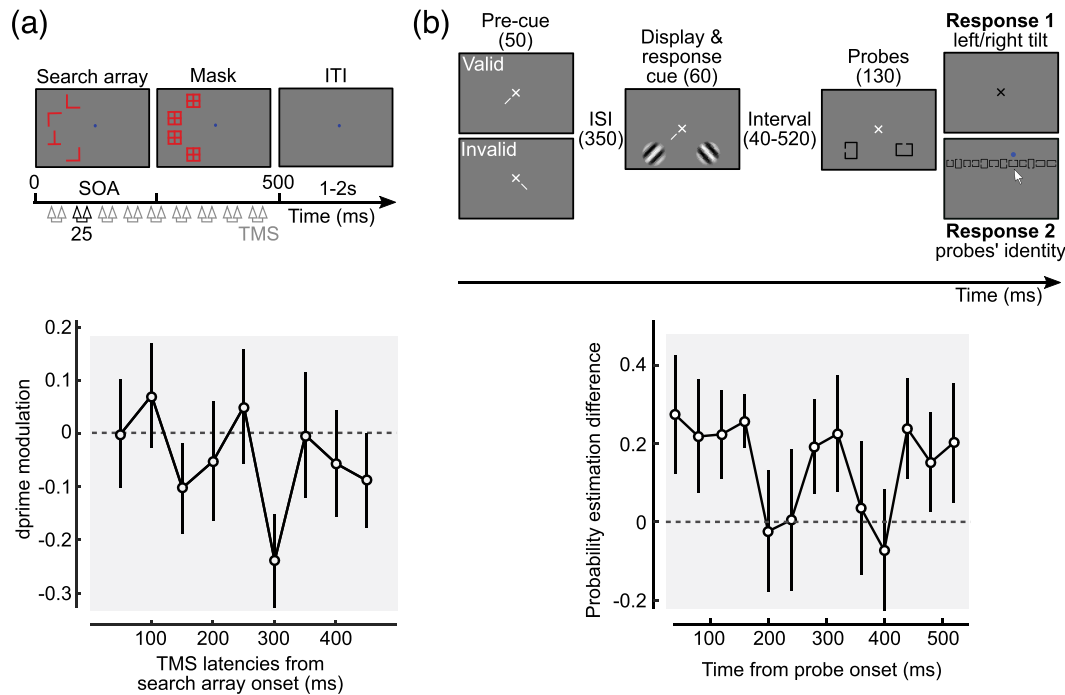 (a)
Search array
Mask
ITI
0
SOA
500
1-2s
Time (ms)
25
TMS
0.2
0.1
0
-0.1
-0.2
-0.3
dprime modulation
100
200
300
400
TMS latencies from
search array onset (ms)
(b)
Pre-cue
(50)
Valid
Invalid
ISI
(350)
Display &
response
cue (60)
Interval
(40-520)
Probes
(130)
Response 1
left/right tilt
Response 2
probes' identity
Time (ms)
0.4
0.2
0
-0.2
Probability estimation difference
100
200
300
400
500
Time from probe onset (ms)